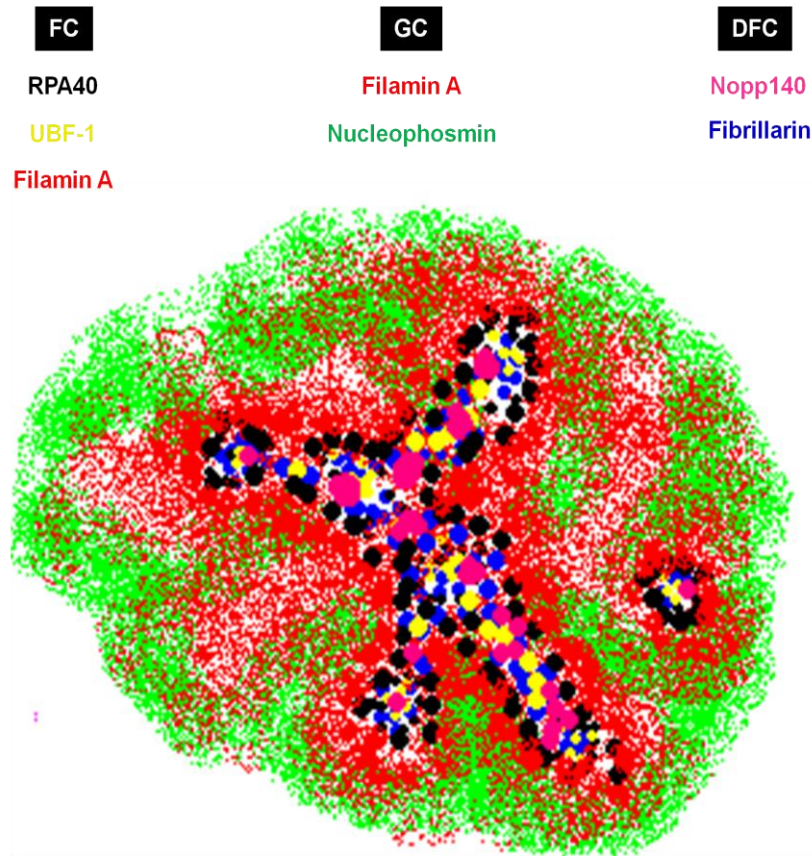 FC GC DFC
RPA40 Filamin A Nopp140
UBF-1 Nucleophosmin Fibrillarin
Filamin A